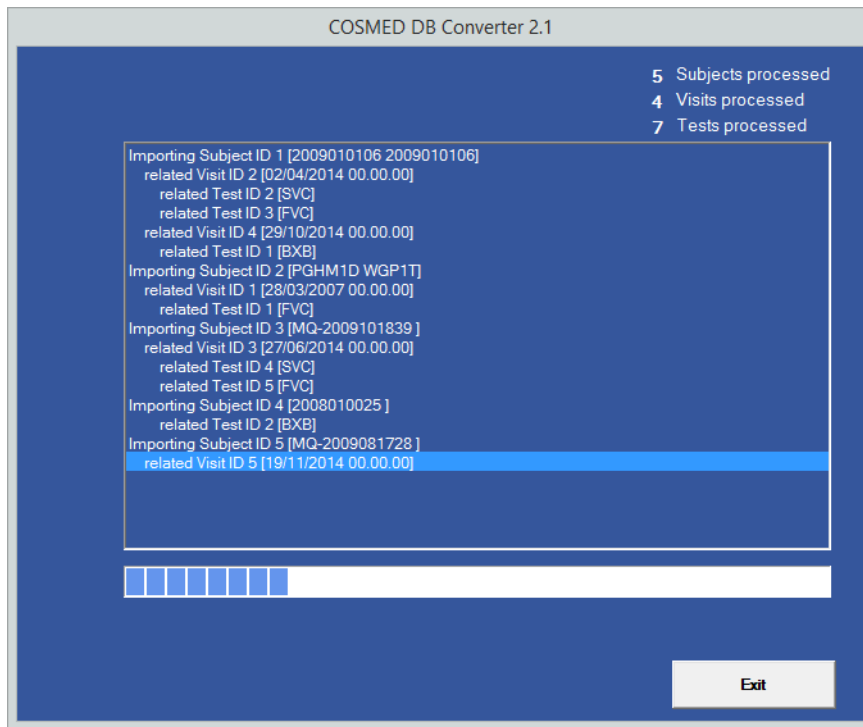 COSMED DB Converter 2.1
5 Subjects processed
4 Visits processed
7 Tests processed
Importing Subject ID 1 [2009010106 2009010106]
related Visit ID 2 [02/04/2014 00.00.00]
related Test ID 2 [SVC]
related Test ID 3 [FVC]
related Visit ID 4 [29/10/2014 00.00.00]
related Test ID 1 [BXB]
Importing Subject ID 2 [PGHM1D WGP1T]
related Visit ID 1 [28/03/2007 00.00.00]
related Test ID 1 [FVC]
Importing Subject ID 3 [MQ-2009101839 ]
related Visit ID 3 [27/06/2014 00.00.00]
related Test ID 4 [SVC]
related Test ID 5 [FVC]
Importing Subject ID 4 [2008010025 ]
related Test ID 2 [BXB]
Importing Subject ID 5 [MQ-2009081728 ]
related Visit ID 5 [19/11/2014 00.00.00]
Exit